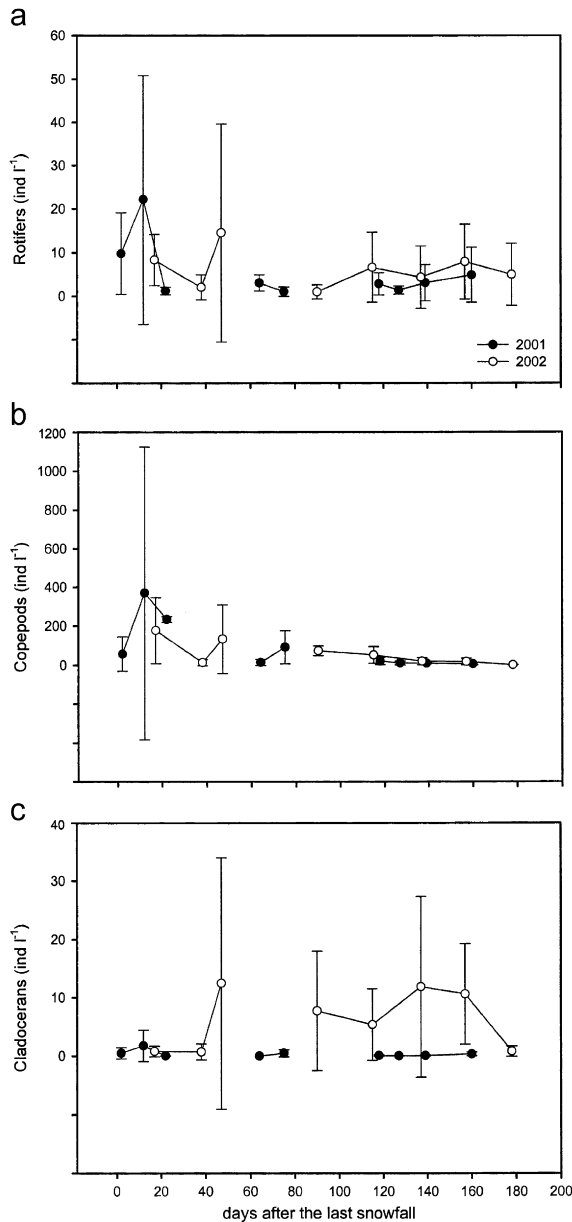 a
60
50
40
30
20
10
0
Rotifers (ind l⁻¹)
2001
2002
b
1200
1000
800
600
400
200
0
Copepods (ind l⁻¹)
c
40
30
20
10
0
Cladocerans (ind l⁻¹)
0 20 40 60 80 100 120 140 160 180 200
days after the last snowfall